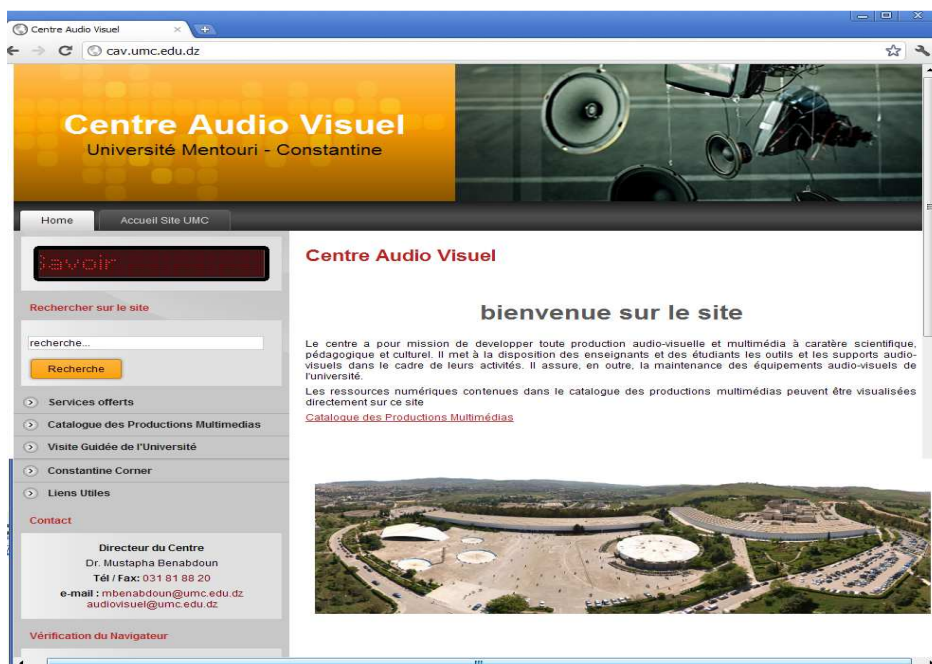 Centre Audio Visuel
cav.umc.edu.dz
Centre Audio Visuel
Université Mentouri - Constantine
Home
Accueil Site UMC
Savoir
Rechercher sur le site
recherche...
Recherche
Services offerts
Catalogue des Productions Multimedias
Visite Guidée de l'Université
Constantine Corner
Liens Utiles
Contact
Directeur du Centre
Dr. Mustapha Benabdoun
Tél / Fax: 031 81 88 20
e-mail : mbenabdoun@umc.edu.dz
audiovisuel@umc.edu.dz
Vérification du Navigateur
Centre Audio Visuel
bienvenue sur le site
Le centre a pour mission de developper toute production audio-visuelle et multimédia à caratère scientifique,
pédagogique et culturel. Il met à la disposition des enseignants et des étudiants les outils et les supports audio-
visuels dans le cadre de leurs activités. Il assure, en outre, la maintenance des équipements audio-visuels de
l'université.
Les ressources numériques contenues dans le catalogue des productions multimédias peuvent être visualisées
directement sur ce site
Catalogue des Productions Multimédias